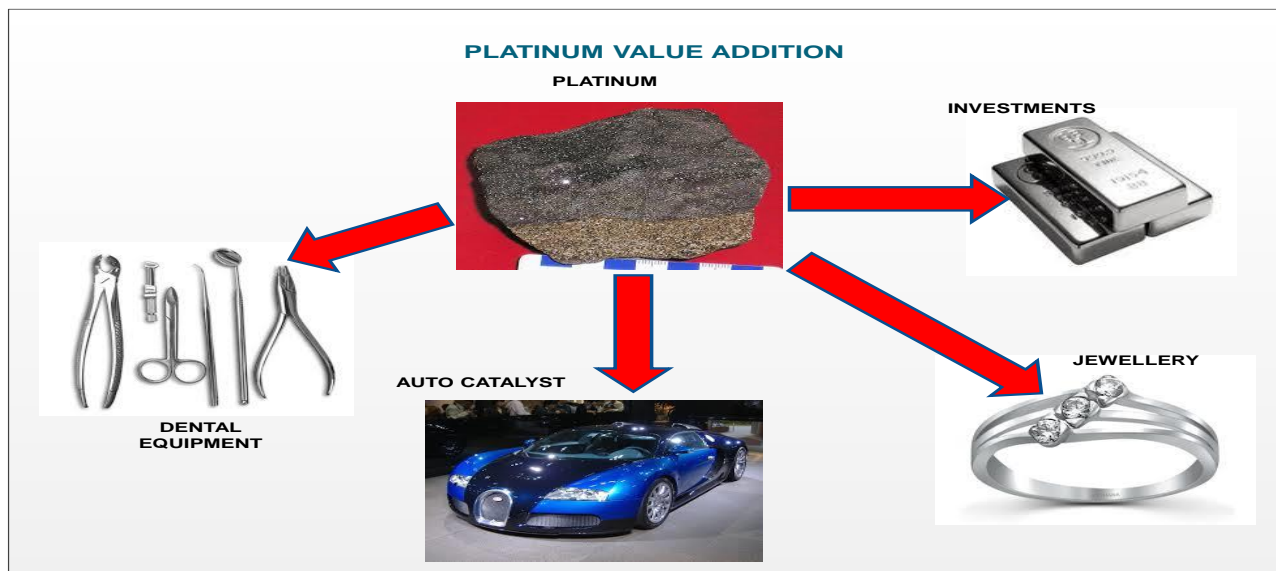 PLATINUM VALUE ADDITION
PLATINUM
INVESTMENTS
JEWELLERY
AUTO CATALYST
DENTAL
EQUIPMENT